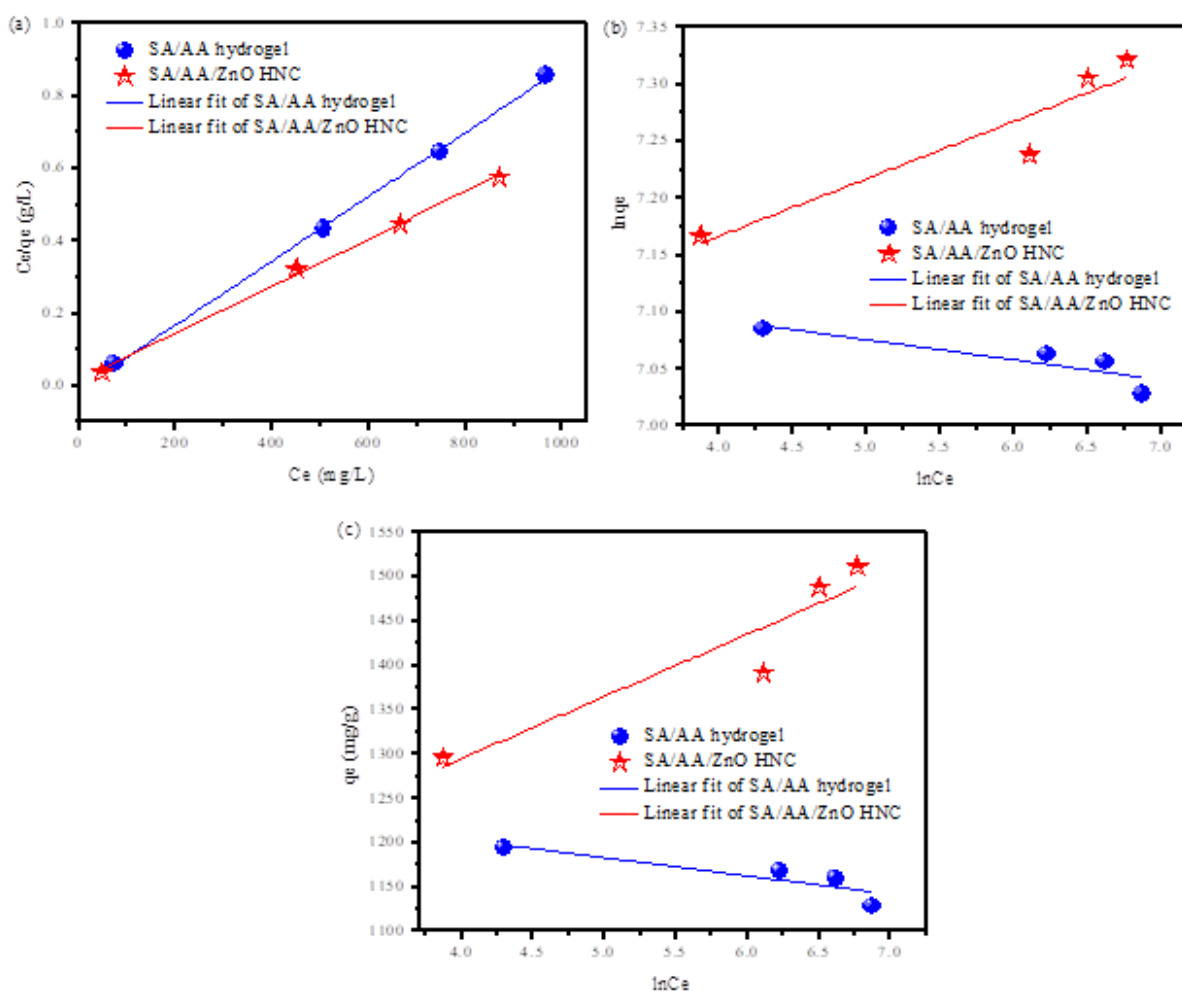 (a)
1.0
0.8
0.6
0.4
0.2
0.0
Ce/qe (g/L)
SA/AA hydrogel
SA/AA/ZnO HNC
Linear fit of SA/AA hydrogel
Linear fit of SA/AA/ZnO HNC
0 200 400 600 800 1000
Ce (mg/L)
(b)
7.35
7.30
7.25
7.20
7.15
7.10
7.05
7.00
lnqe
SA/AA hydrogel
SA/AA/ZnO HNC
Linear fit of SA/AA hydrogel
Linear fit of SA/AA/ZnO HNC
4.0 4.5 5.0 5.5 6.0 6.5 7.0
lnCe
(c)
1550
1500
1450
1400
1350
1300
1250
1200
1150
1100
qe (mg/g)
SA/AA hydrogel
SA/AA/ZnO HNC
Linear fit of SA/AA hydrogel
Linear fit of SA/AA/ZnO HNC
4.0 4.5 5.0 5.5 6.0 6.5 7.0
lnCe